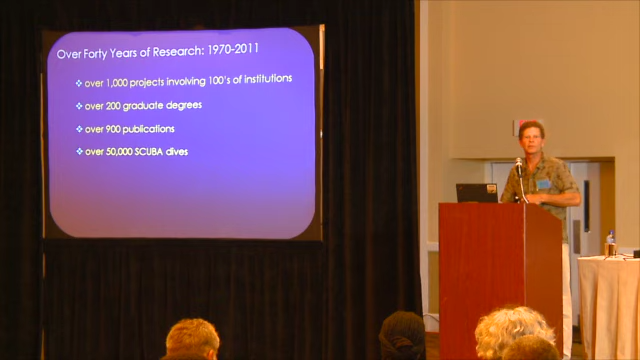 Over Forty Years of Research: 1970-2011
over 1,000 projects involving 100's of institutions
over 200 graduate degrees
over 900 publications
over 50,000 SCUBA dives